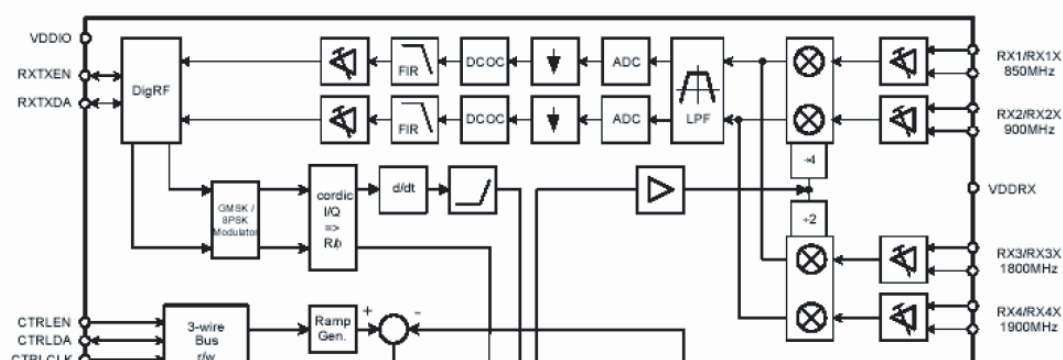 VDDIO
RXTXEN
RXTXDA
DigRF
FIR
DCOC
ADC
LPF
RX1/RX1X
850MHz
FIR
DCOC
ADC
RX2/RX2X
900MHz
÷4
VDDRX
÷2
GMSK /
8PSK
Modulator
cordic
I/Q
=>
R/ϕ
d/dt
RX3/RX3X
1800MHz
RX4/RX4X
1900MHz
CTRLEN
CTRLDA
CTRLCLK
3-wire
Bus
r/w
Ramp
Gen.
+
-